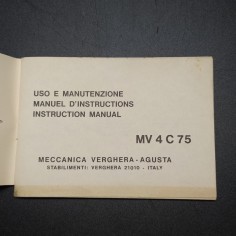 USO E MANUTENZIONE
MANUEL D'INSTRUCTIONS
INSTRUCTION MANUAL
MV 4 C 75
MECCANICA VERGHERA - AGUSTA
STABILIMENTI: VERGHERA 21010 - ITALY